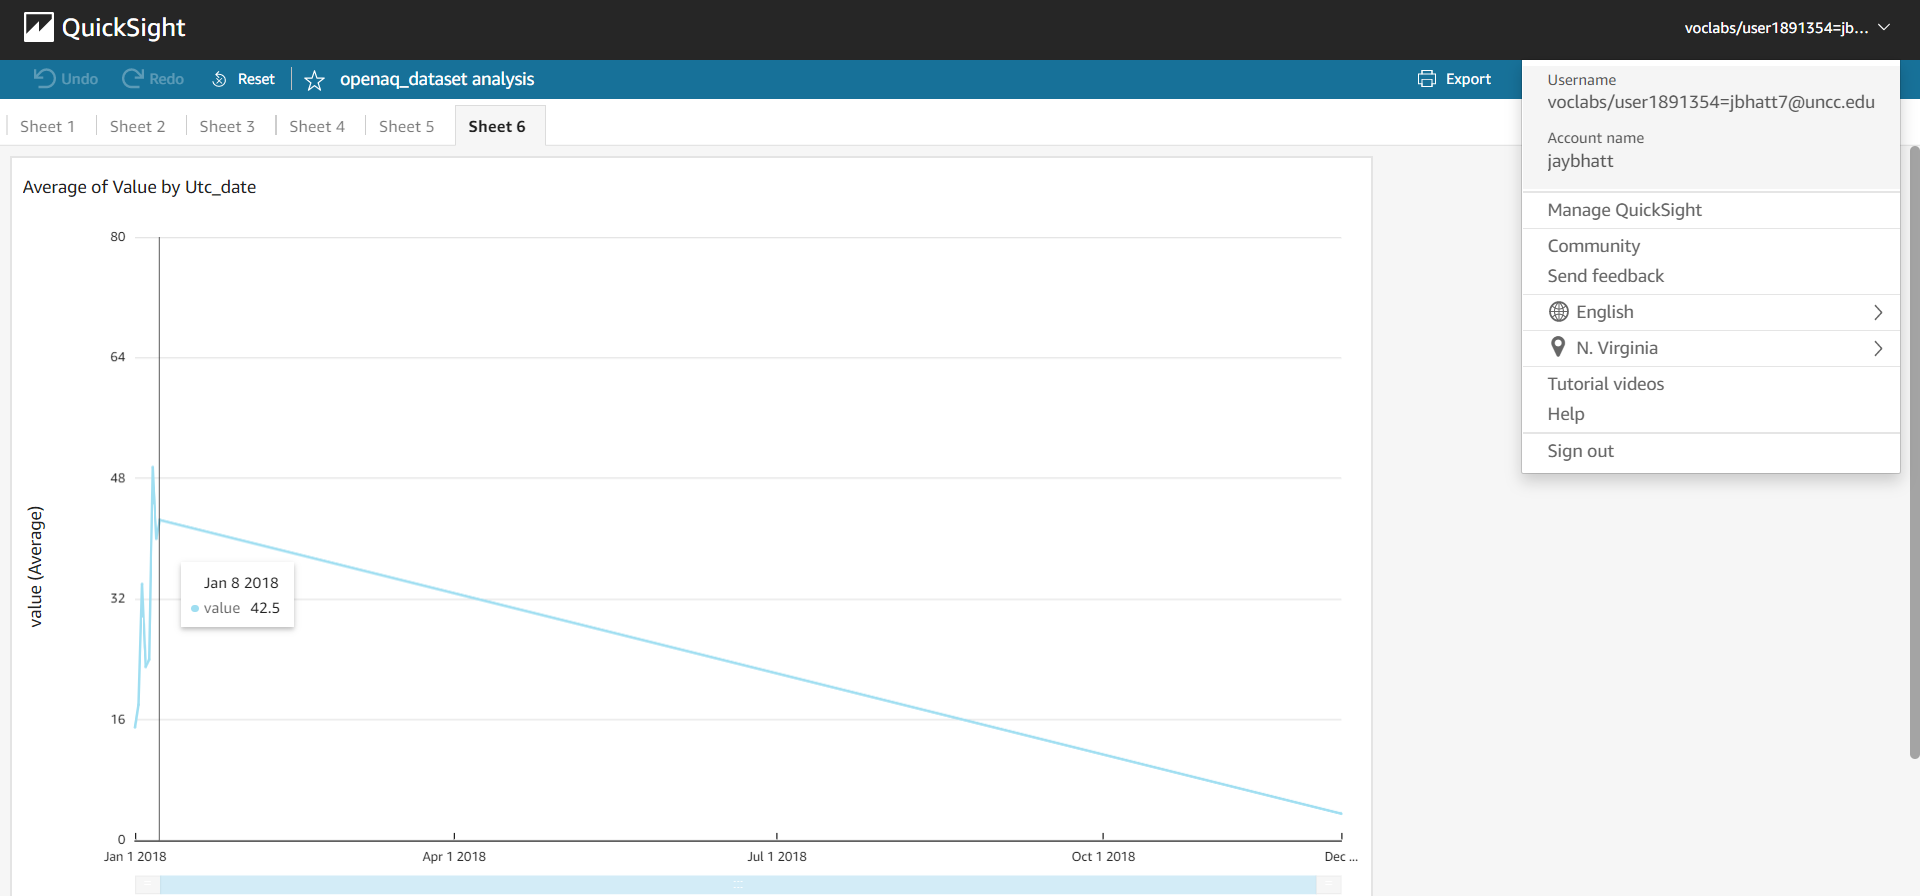 QuickSight
voclabs/user1891354=jb...
Undo Redo Reset openaq_dataset analysis Export
Sheet 1 Sheet 2 Sheet 3 Sheet 4 Sheet 5 Sheet 6
Username
voclabs/user1891354=jbhatt7@uncc.edu
Account name
jaybhatt
Manage QuickSight
Community
Send feedback
English
N. Virginia
Tutorial videos
Help
Sign out
Average of Value by Utc_date
80
64
48
32
16
0
value (Average)
Jan 8 2018
value 42.5
Jan 1 2018 Apr 1 2018 Jul 1 2018 Oct 1 2018 Dec ...